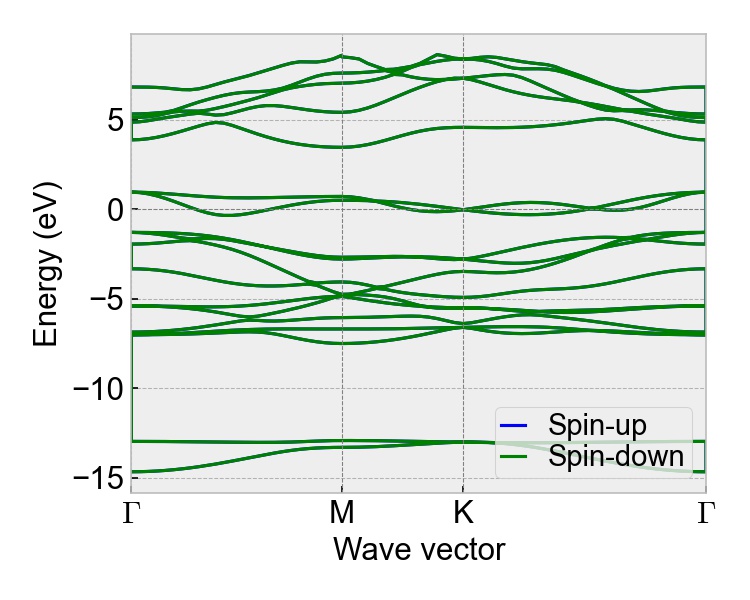 Energy (eV)
5
0
−5
−10
−15
Spin-up
Spin-down
Γ M K Γ
Wave vector